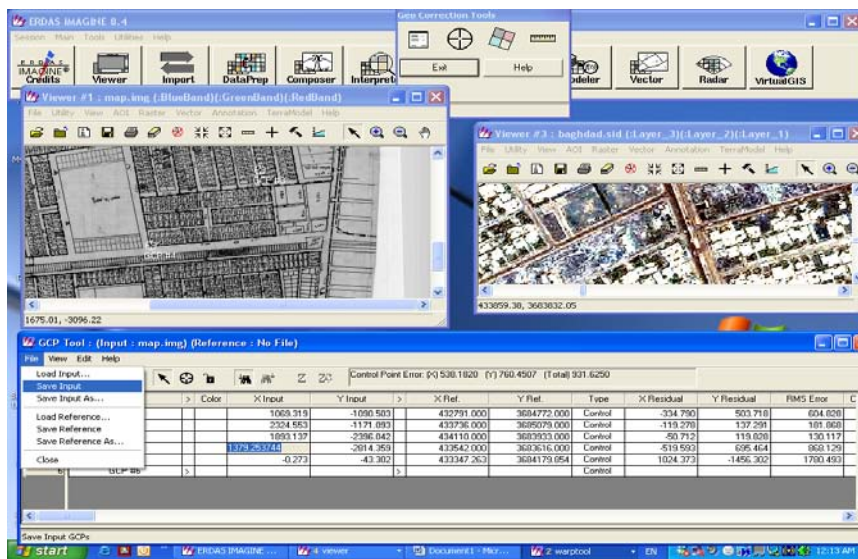 ERDAS IMAGINE 8.4
Session Main Tools Utilities Help
Geo Correction Tools
Exit Help
IMAGINE® Credits
Viewer
Import
DataPrep
Composer
Vector
Radar
VirtualGIS
Viewer #1 : map.img (:BlueBand)(:GreenBand)(:RedBand)
File Utility View AOI Raster Vector Annotation TerraModel Help
GCP #4
1675.01, -3096.22
Viewer #3 : baghdad.sid (:Layer_3)(:Layer_2)(:Layer_1)
File Utility View AOI Raster Vector Annotation TerraModel Help
433859.38, 3683832.05
GCP Tool : (Input : map.img) (Reference : No File)
File View Edit Help
Load Input...
Save Input
Save Input As...
Load Reference...
Save Reference
Save Reference As...
Close
Control Point Error: (X) 538.1820 (Y) 760.4507 (Total) 931.6250
> Color X Input Y Input > X Ref. Y Ref. Type X Residual Y Residual RMS Error C
1069.319 -1090.503 432791.000 3684772.000 Control -334.790 503.718 604.828
2324.553 -1171.093 433736.000 3685079.000 Control -119.278 137.291 181.868
1893.137 -2396.042 434110.000 3683933.000 Control -50.712 119.828 130.117
1379.253744 -2814.359 433542.000 3683616.000 Control -519.593 695.464 868.129
-0.273 -43.302 433347.263 3684179.854 Control 1024.373 -1456.302 1780.493
6 GCP #6 > > Control
Save Input GCPs
start
ERDAS IMAGINE ...
4 viewer
Document1 - Micr...
2 warptool
EN
12:13 AM